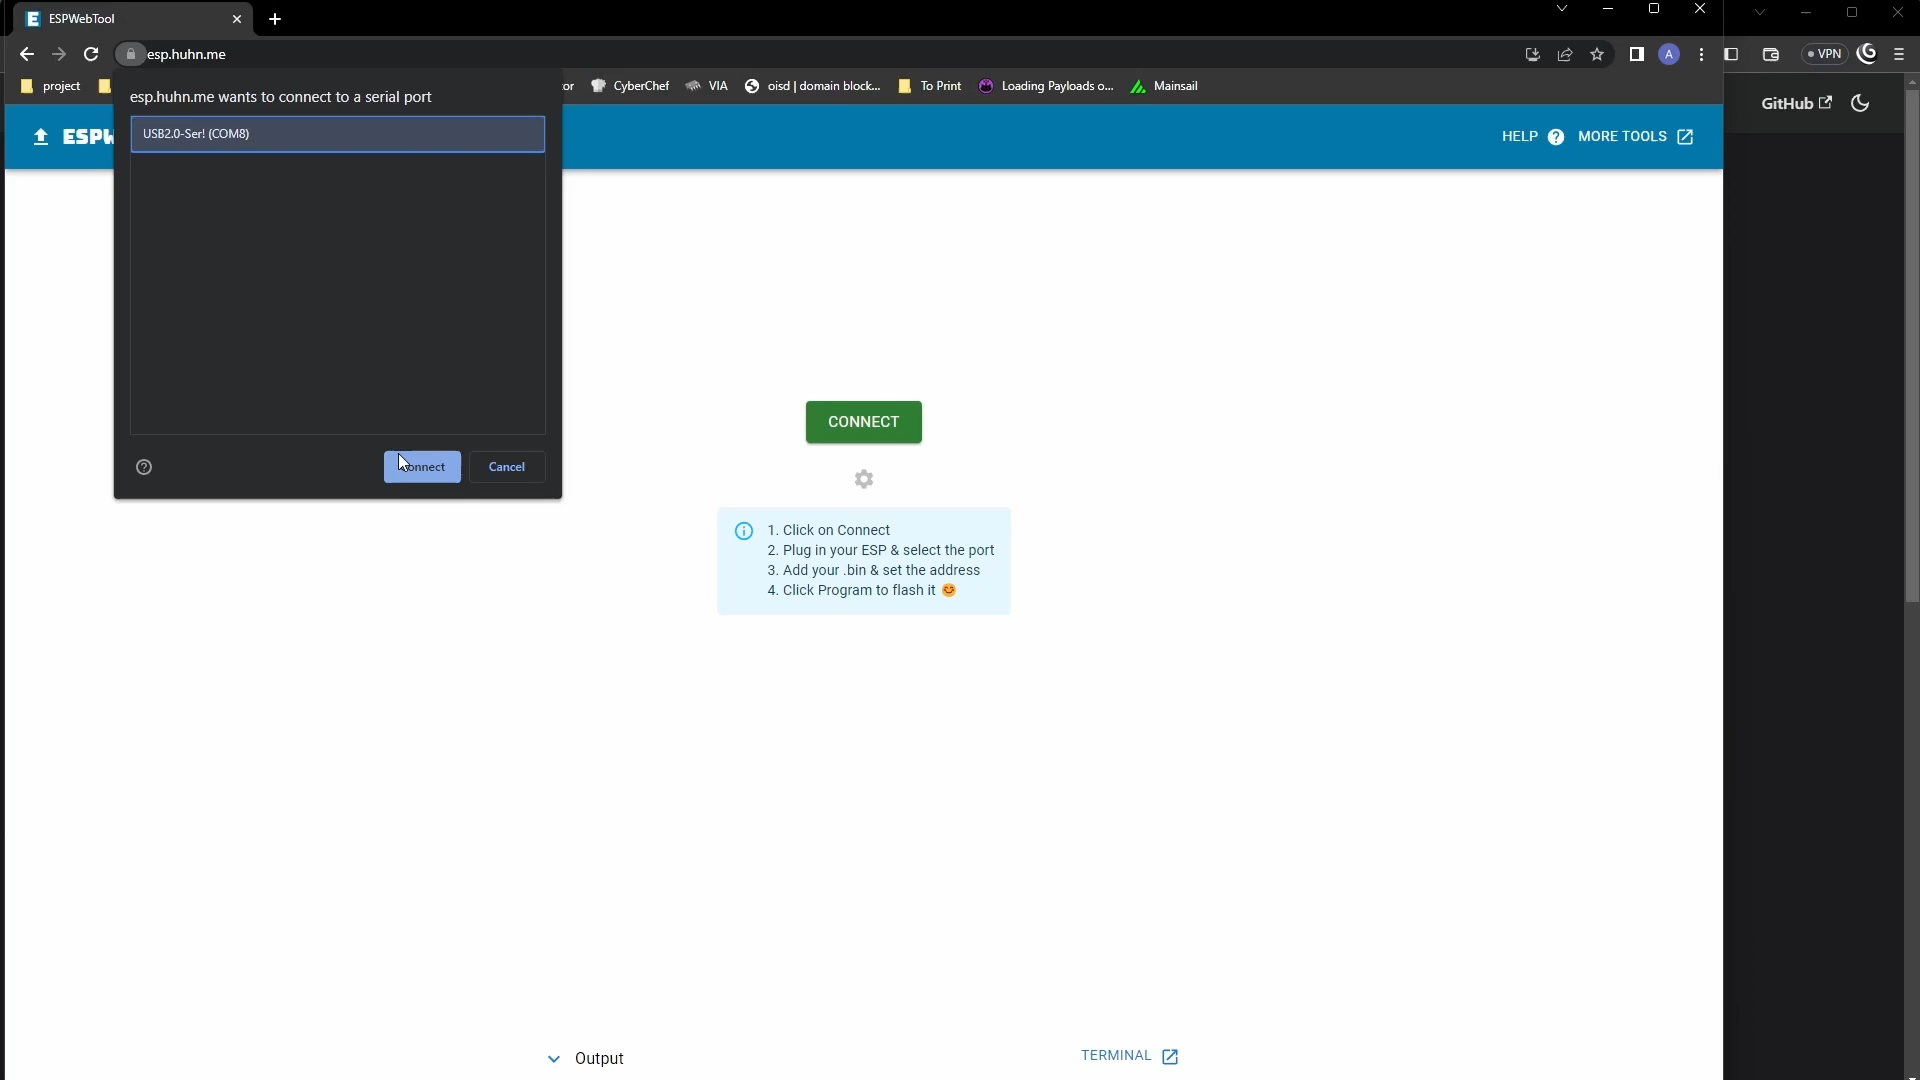 ESPWebTool
esp.huhn.me
VPN
project
or
CyberChef
VIA
oisd | domain block...
To Print
Loading Payloads o...
Mainsail
A
esp.huhn.me wants to connect to a serial port
USB2.0-Ser! (COM8)
GitHub
ESPW
HELP
MORE TOOLS
CONNECT
onnect
Cancel
1. Click on Connect
2. Plug in your ESP & select the port
3. Add your .bin & set the address
4. Click Program to flash it 😊
Output
TERMINAL